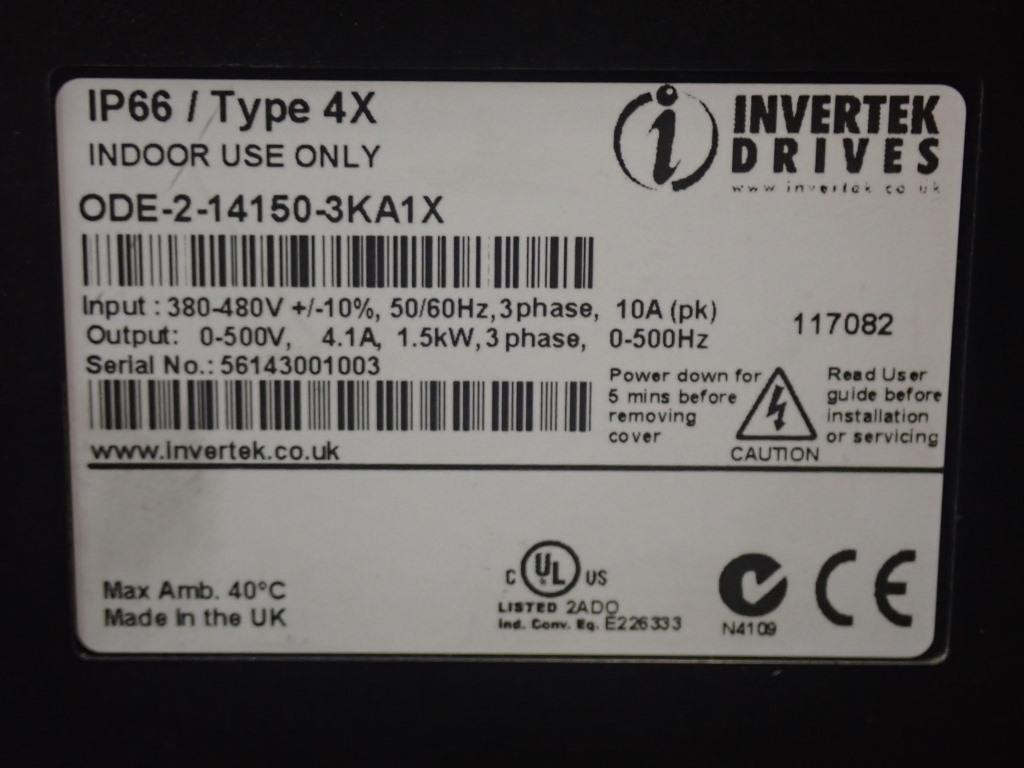 IP66 / Type 4X
INDOOR USE ONLY
INVERTEK
DRIVES
www.invertek.co.uk
ODE-2-14150-3KA1X
Input : 380-480V +/-10%, 50/60Hz, 3 phase, 10A (pk)
Output: 0-500V, 4.1A, 1.5kW, 3 phase, 0-500Hz
117082
Serial No.: 56143001003
www.invertek.co.uk
Power down for
5 mins before
removing
cover
CAUTION
Read User
guide before
installation
or servicing
Max Amb. 40°C
Made in the UK
C UL US
LISTED 2ADO
Ind. Conv. Eq. E226333
N4109
CE